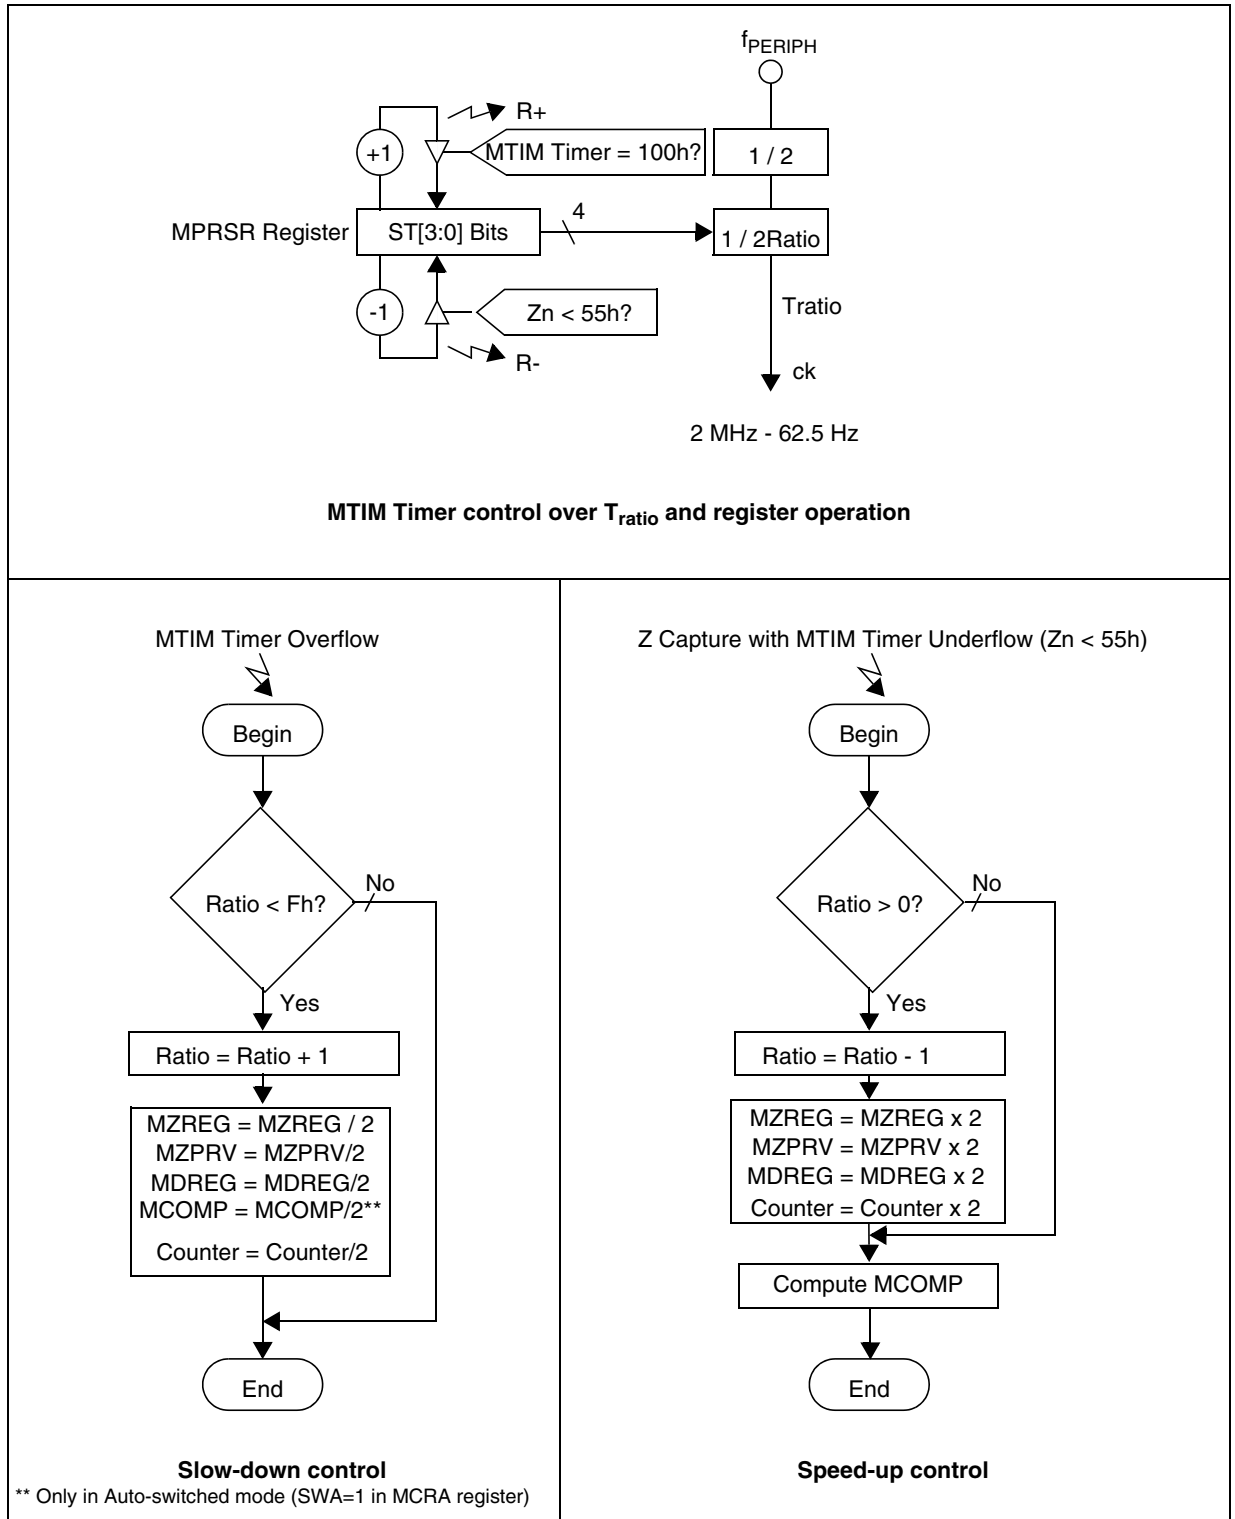 fPERIPH
R+
+1
MTIM Timer = 100h?
1 / 2
4
MPRSR Register
ST[3:0] Bits
1 / 2Ratio
-1
Zn < 55h?
Tratio
R-
ck
2 MHz - 62.5 Hz
MTIM Timer control over Tratio and register operation
MTIM Timer Overflow
Begin
Ratio < Fh?
No
Yes
Ratio = Ratio + 1
MZREG = MZREG / 2
MZPRV = MZPRV/2
MDREG = MDREG/2
MCOMP = MCOMP/2**
Counter = Counter/2
End
Slow-down control
** Only in Auto-switched mode (SWA=1 in MCRA register)
Z Capture with MTIM Timer Underflow (Zn < 55h)
Begin
Ratio > 0?
No
Yes
Ratio = Ratio - 1
MZREG = MZREG x 2
MZPRV = MZPRV x 2
MDREG = MDREG x 2
Counter = Counter x 2
Compute MCOMP
End
Speed-up control